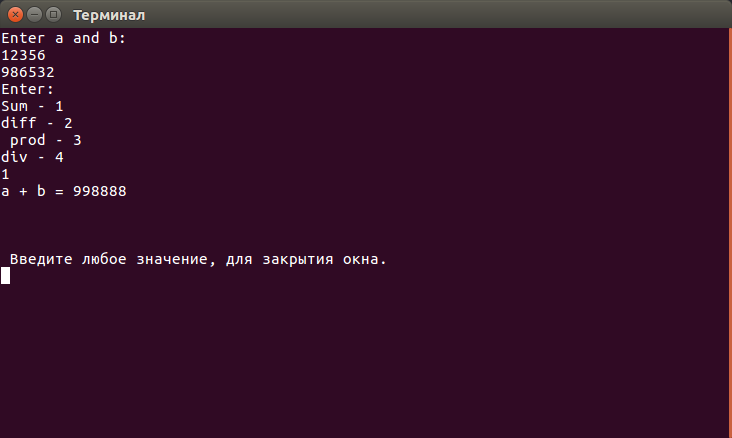 Терминал
Enter a and b:
12356
986532
Enter:
Sum - 1
diff - 2
prod - 3
div - 4
1
a + b = 998888
Введите любое значение, для закрытия окна.